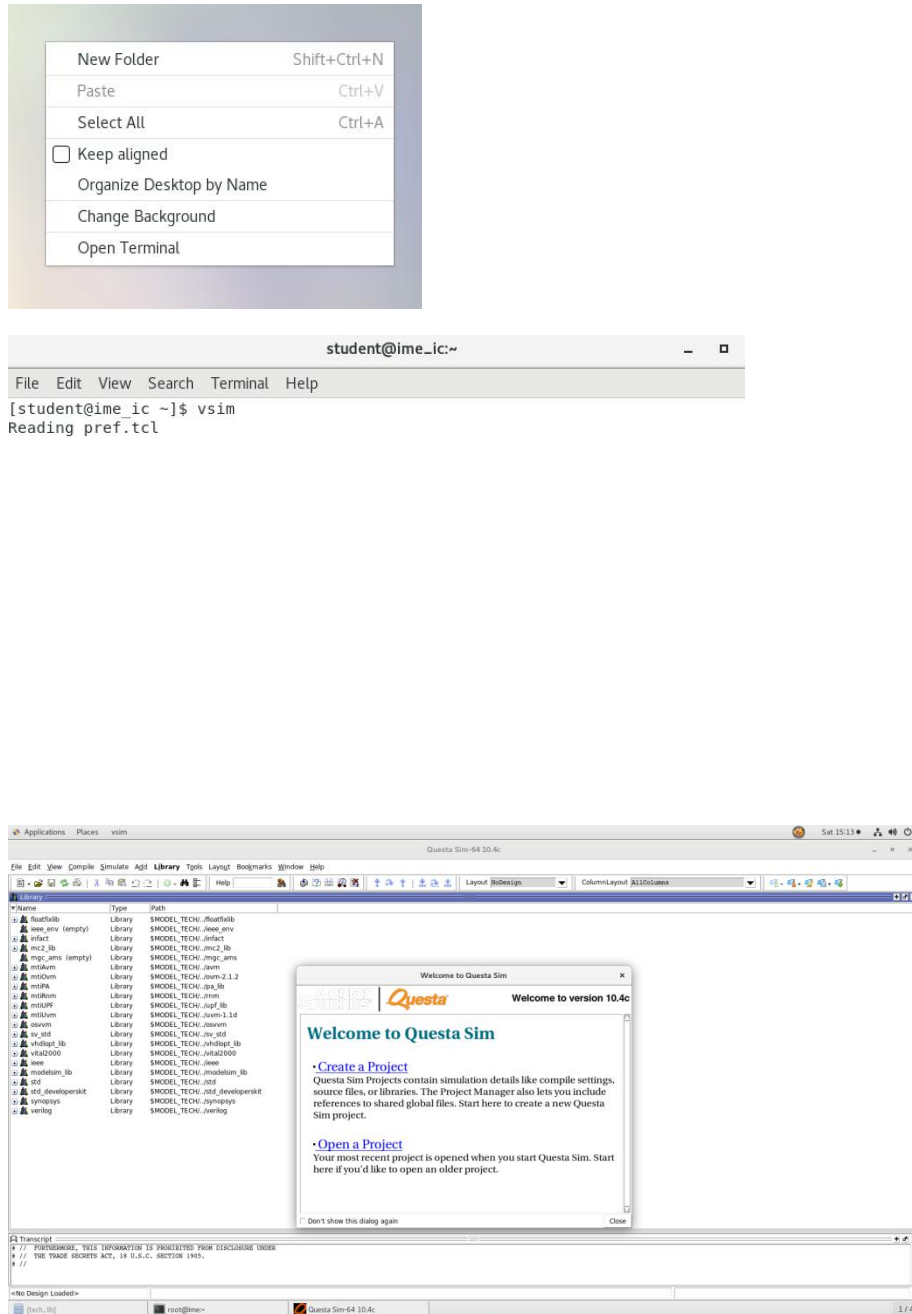 New Folder Shift+Ctrl+N
Paste Ctrl+V
Select All Ctrl+A
Keep aligned
Organize Desktop by Name
Change Background
Open Terminal
student@ime_ic:~
File Edit View Search Terminal Help
[student@ime_ic ~]$ vsim
Reading pref.tcl
Applications Places vsim Sat 15:13
Questa Sim-64 10.4c
File Edit View Compile Simulate Add Library Tools Layout Bookmarks Window Help
Help Layout NoDesign ColumnLayout AllColumns
Library
Name Type Path
floatfixlib Library $MODEL_TECH/../floatfixlib
ieee_env (empty) Library $MODEL_TECH/../ieee_env
infact Library $MODEL_TECH/../infact
mc2_lib Library $MODEL_TECH/../mc2_lib
mgc_ams (empty) Library $MODEL_TECH/../mgc_ams
mtiAvm Library $MODEL_TECH/../avm
mtiOvm Library $MODEL_TECH/../ovm-2.1.2
mtiPA Library $MODEL_TECH/../pa_lib
mtiRnm Library $MODEL_TECH/../rnm
mtiUPF Library $MODEL_TECH/../upf_lib
mtiUvm Library $MODEL_TECH/../uvm-1.1d
osvvm Library $MODEL_TECH/../osvvm
sv_std Library $MODEL_TECH/../sv_std
vhdlopt_lib Library $MODEL_TECH/../vhdlopt_lib
vital2000 Library $MODEL_TECH/../vital2000
ieee Library $MODEL_TECH/../ieee
modelsim_lib Library $MODEL_TECH/../modelsim_lib
std Library $MODEL_TECH/../std
std_developerskit Library $MODEL_TECH/../std_developerskit
synopsys Library $MODEL_TECH/../synopsys
verilog Library $MODEL_TECH/../verilog
Welcome to Questa Sim
Questa Welcome to version 10.4c
Welcome to Questa Sim
Create a Project
Questa Sim Projects contain simulation details like compile settings,
source files, or libraries. The Project Manager also lets you include
references to shared global files. Start here to create a new Questa
Sim project.
Open a Project
Your most recent project is opened when you start Questa Sim. Start
here if you'd like to open an older project.
Don't show this dialog again Close
Transcript
# // FURTHERMORE, THIS INFORMATION IS PROHIBITED FROM DISCLOSURE UNDER
# // THE TRADE SECRETS ACT, 18 U.S.C. SECTION 1905.
# //
<No Design Loaded>
[tech_lib] root@ime:~ Questa Sim-64 10.4c 1 / 4